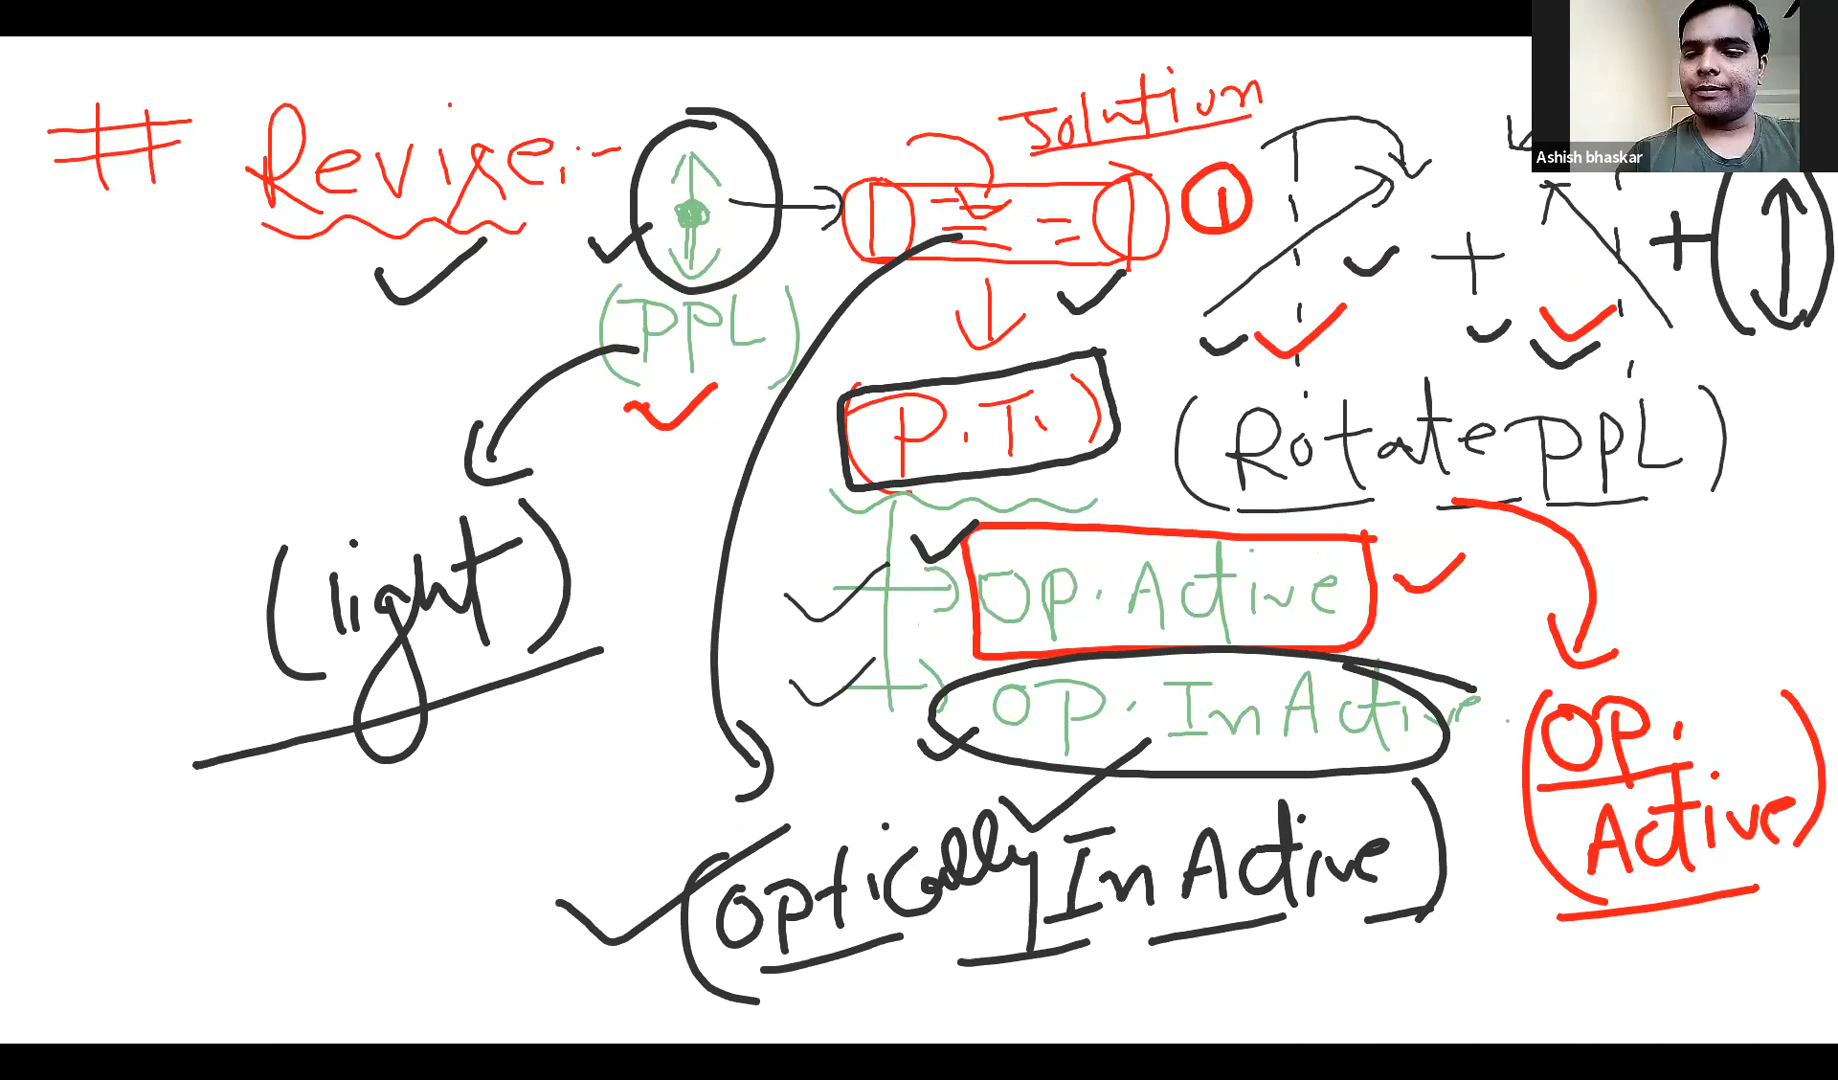 # Revise:-
Solution
1
Ashish bhaskar
(PPL)
(P.T.)
(Rotate PPL)
(light)
OP. Active
OP. InActive
(OP. Active)
(Optically InActive)